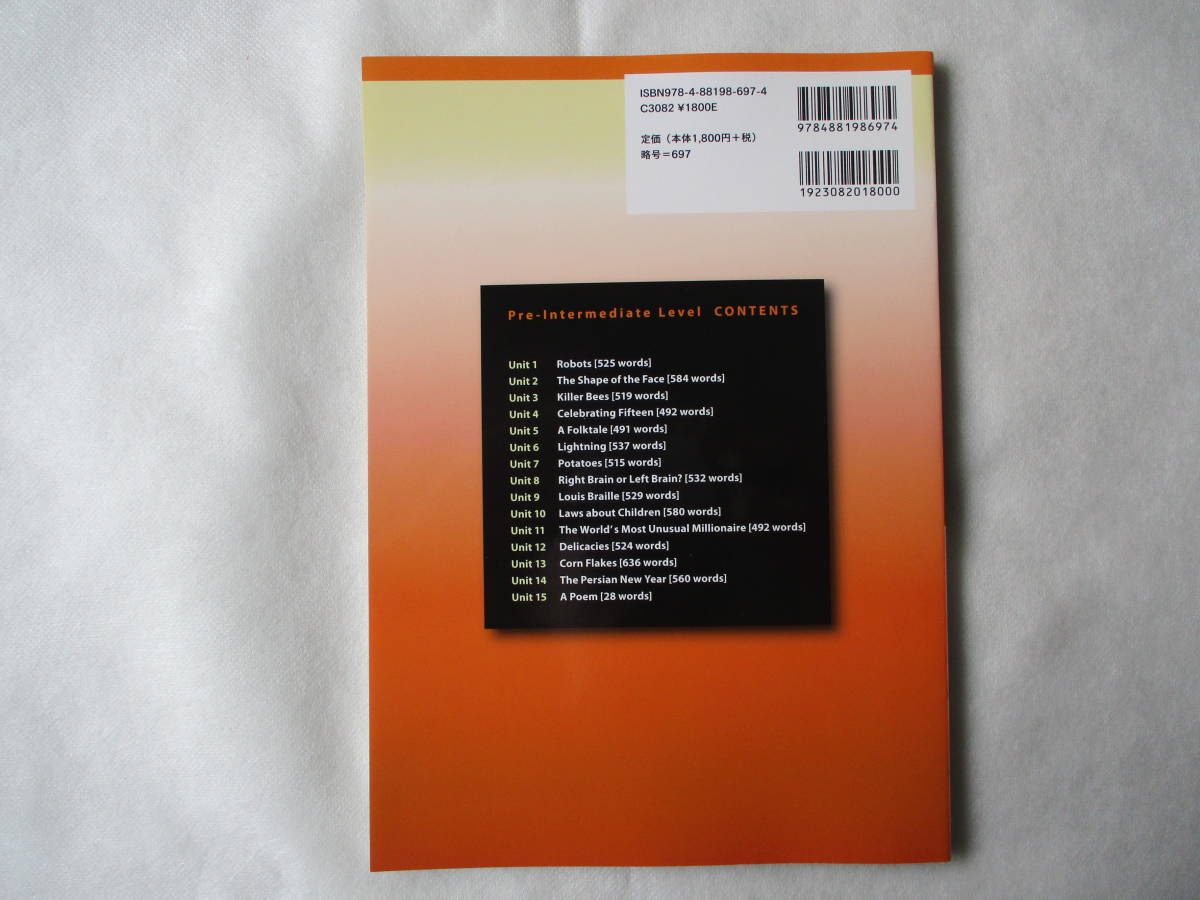 ISBN978-4-88198-697-4
C3082 ¥1800E
定価（本体1,800円＋税）
略号＝697
9784881986974
1923082018000
Pre-Intermediate Level CONTENTS
Unit 1 Robots [525 words]
Unit 2 The Shape of the Face [584 words]
Unit 3 Killer Bees [519 words]
Unit 4 Celebrating Fifteen [492 words]
Unit 5 A Folktale [491 words]
Unit 6 Lightning [537 words]
Unit 7 Potatoes [515 words]
Unit 8 Right Brain or Left Brain? [532 words]
Unit 9 Louis Braille [529 words]
Unit 10 Laws about Children [580 words]
Unit 11 The World's Most Unusual Millionaire [492 words]
Unit 12 Delicacies [524 words]
Unit 13 Corn Flakes [636 words]
Unit 14 The Persian New Year [560 words]
Unit 15 A Poem [28 words]